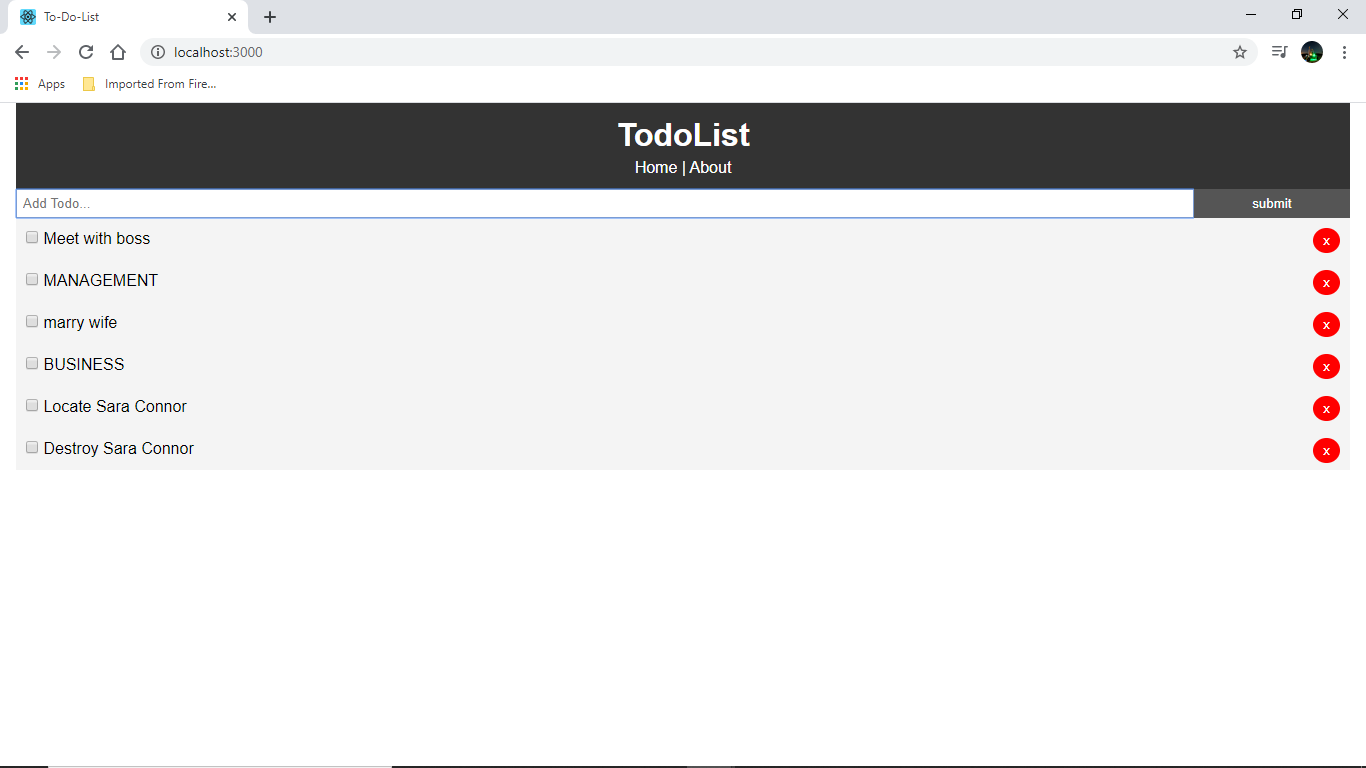 To-Do-List
localhost:3000
Apps Imported From Fire...
TodoList
Home | About
Add Todo... submit
Meet with boss x
MANAGEMENT x
marry wife x
BUSINESS x
Locate Sara Connor x
Destroy Sara Connor x